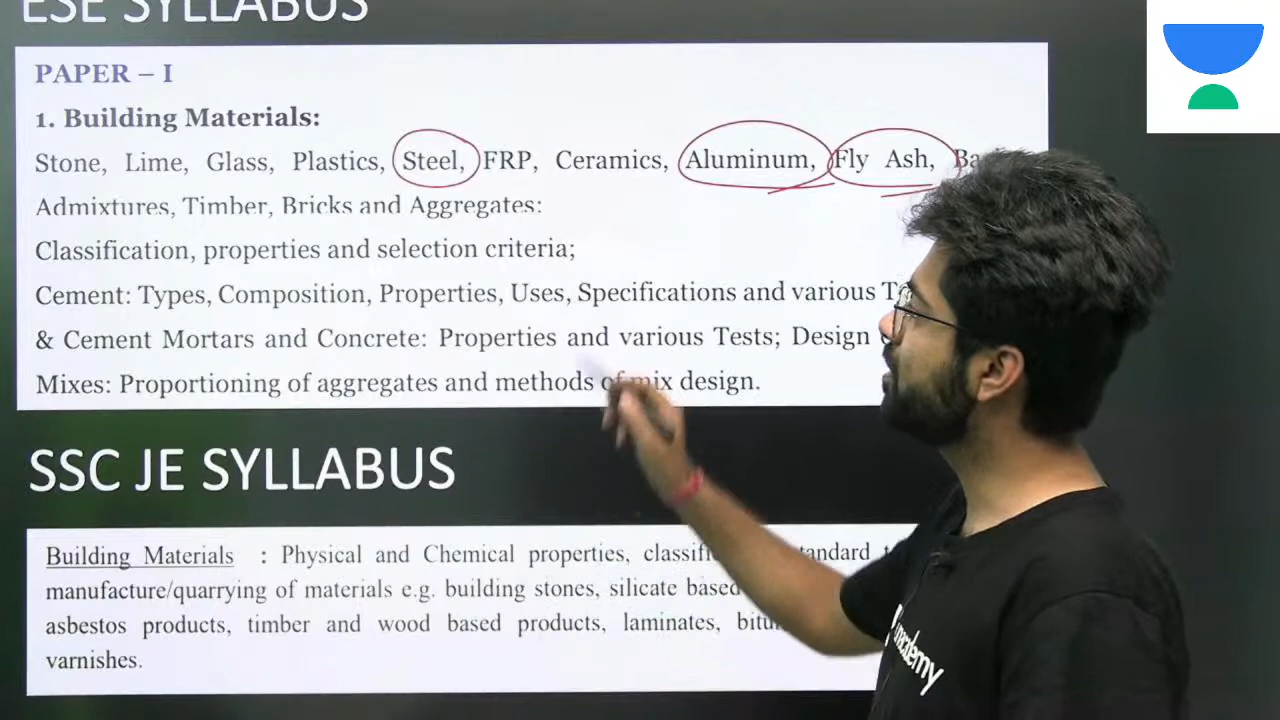 ESE SYLLABUS
PAPER – I
1. Building Materials:
Stone, Lime, Glass, Plastics, Steel, FRP, Ceramics, Aluminum, Fly Ash,
Admixtures, Timber, Bricks and Aggregates:
Classification, properties and selection criteria;
Cement: Types, Composition, Properties, Uses, Specifications and various
& Cement Mortars and Concrete: Properties and various Tests; Design
Mixes: Proportioning of aggregates and methods of mix design.
SSC JE SYLLABUS
Building Materials : Physical and Chemical properties,
manufacture/quarrying of materials e.g. building stones, silicate based
asbestos products, timber and wood based products, laminates,
varnishes.